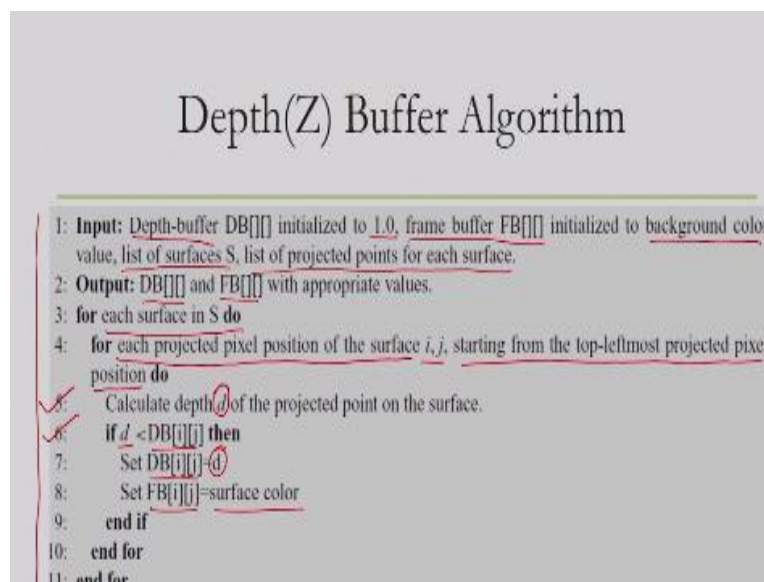 Depth(Z) Buffer Algorithm
1: Input: Depth-buffer DB[][] initialized to 1.0, frame buffer FB[][] initialized to background colo
value, list of surfaces S, list of projected points for each surface.
2: Output: DB[][] and FB[][] with appropriate values.
3: for each surface in S do
4: for each projected pixel position of the surface i, j, starting from the top-leftmost projected pixe
position do
5: Calculate depth d of the projected point on the surface.
6: if d < DB[i][j] then
7: Set DB[i][j]=d
8: Set FB[i][j]=surface color
9: end if
10: end for
11: end for